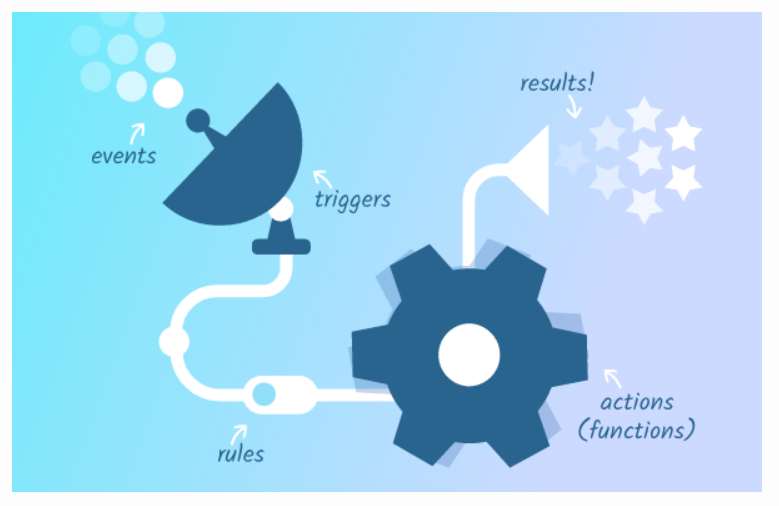 results!
events
triggers
actions
(functions)
rules